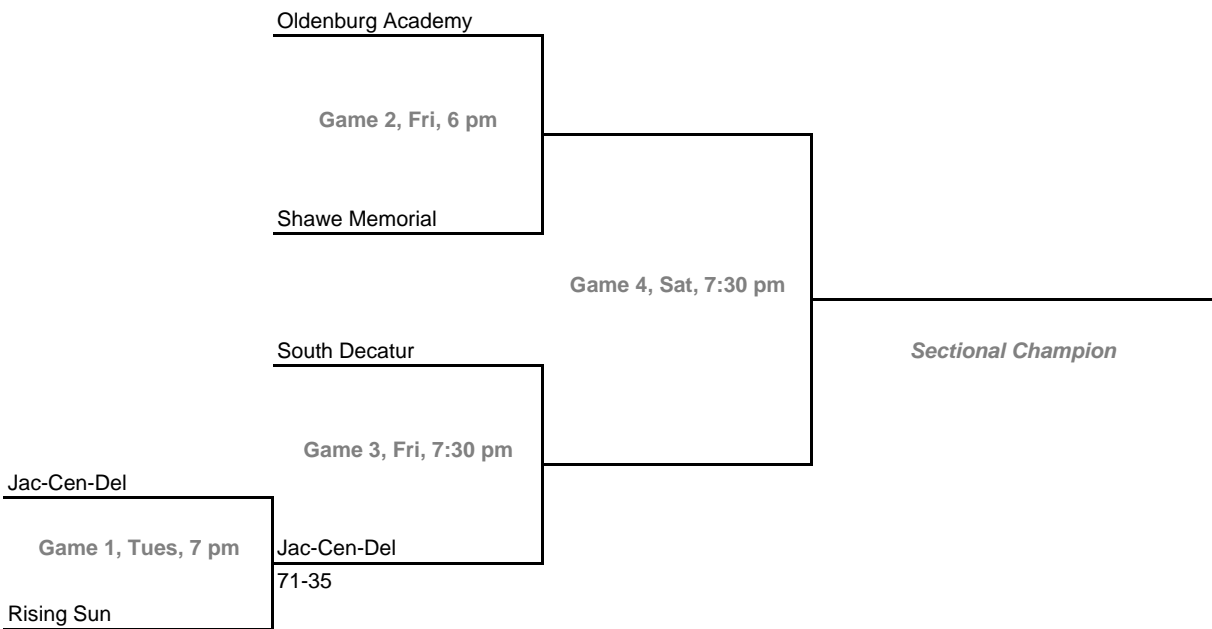 Oldenburg Academy
Game 2, Fri, 6 pm
Shawe Memorial
Game 4, Sat, 7:30 pm
South Decatur
Sectional Champion
Game 3, Fri, 7:30 pm
Jac-Cen-Del
Game 1, Tues, 7 pm
Jac-Cen-Del
71-35
Rising Sun